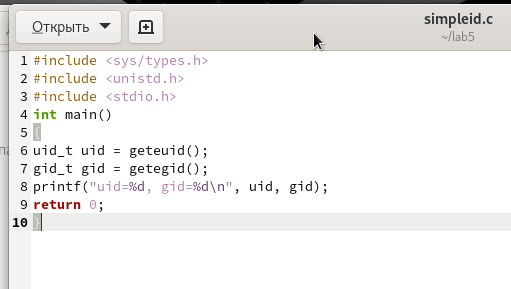 Открыть
simpleid.c
~/lab5
1 #include <sys/types.h>
2 #include <unistd.h>
3 #include <stdio.h>
4 int main()
5 {
6 uid_t uid = geteuid();
7 gid_t gid = getegid();
8 printf("uid=%d, gid=%d\n", uid, gid);
9 return 0;
10 }